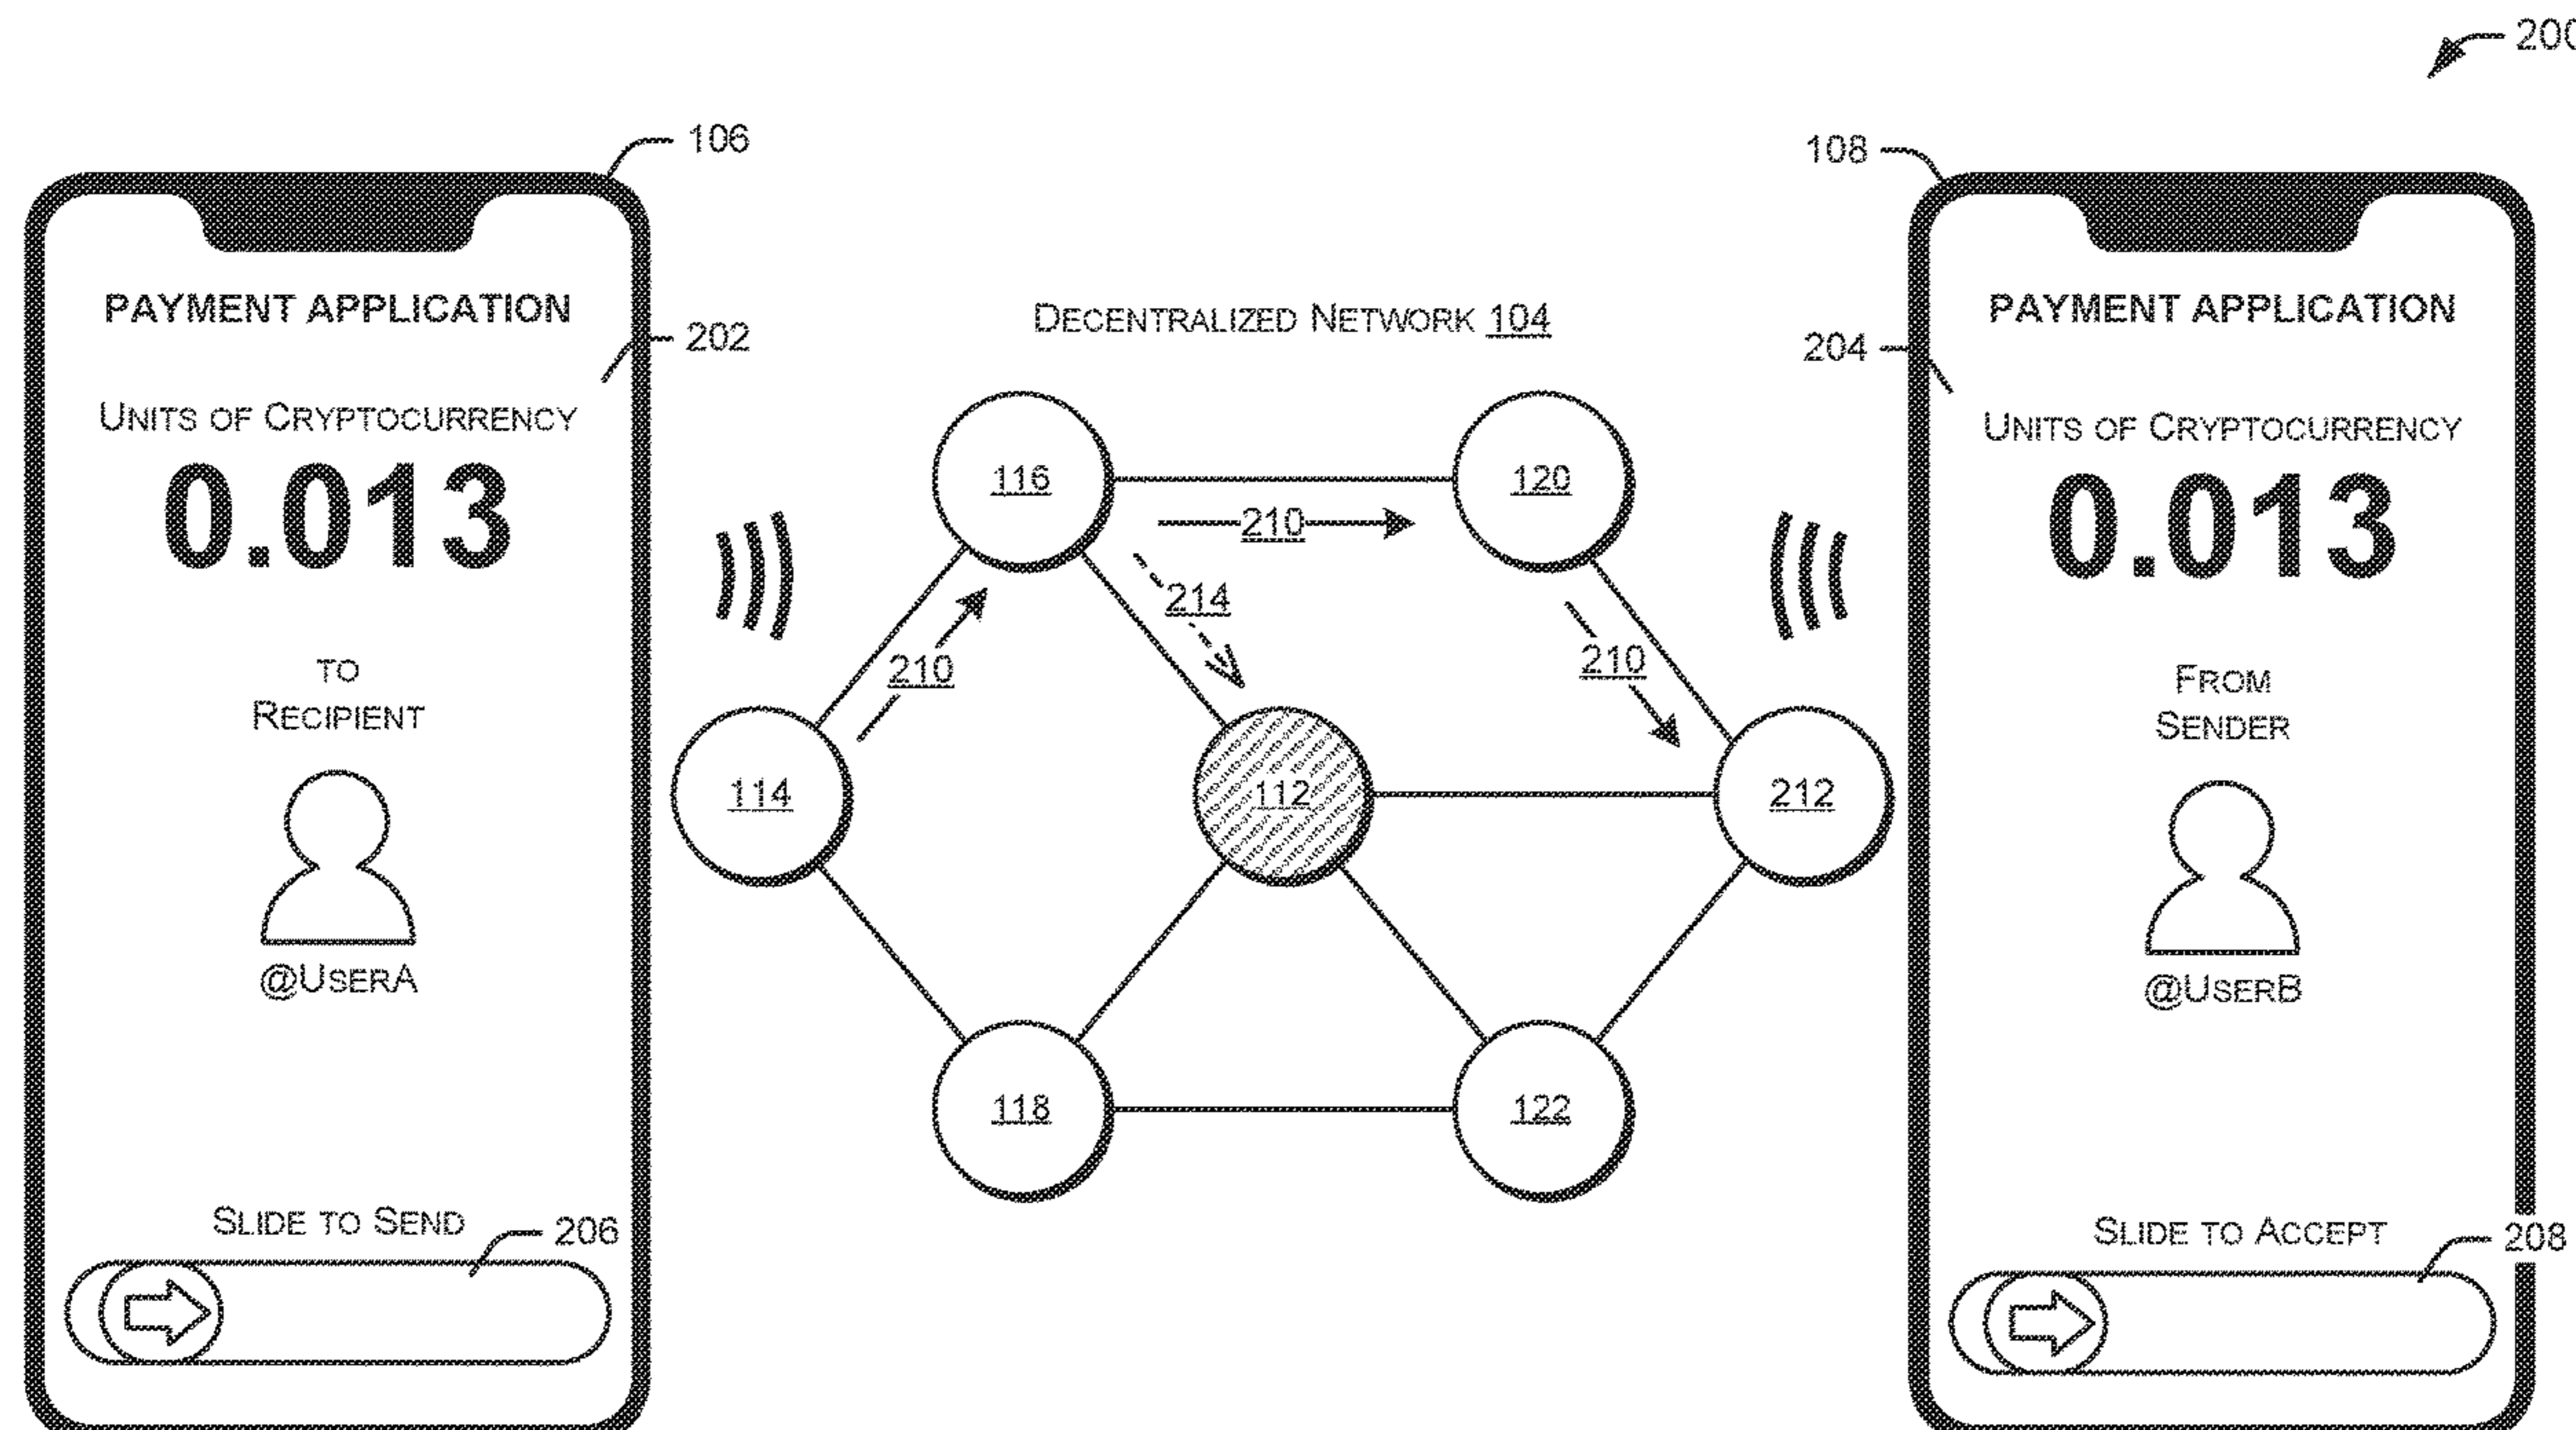 200
106
108
PAYMENT APPLICATION
202
UNITS OF CRYPTOCURRENCY
0.013
TO
RECIPIENT
@USERA
SLIDE TO SEND
206
DECENTRALIZED NETWORK 104
116
120
210
214
210
210
114
112
212
118
122
PAYMENT APPLICATION
204
UNITS OF CRYPTOCURRENCY
0.013
FROM
SENDER
@USERB
SLIDE TO ACCEPT
208